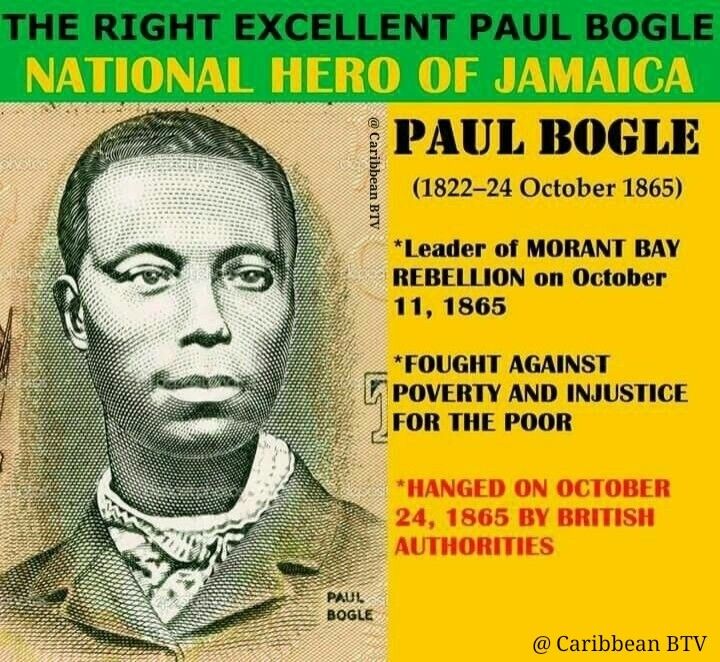 THE RIGHT EXCELLENT PAUL BOGLE
NATIONAL HERO OF JAMAICA
@ Caribbean BTV
PAUL BOGLE
(1822–24 October 1865)
*Leader of MORANT BAY
REBELLION on October
11, 1865
*FOUGHT AGAINST
POVERTY AND INJUSTICE
FOR THE POOR
*HANGED ON OCTOBER
24, 1865 BY BRITISH
AUTHORITIES
PAUL
BOGLE
@ Caribbean BTV